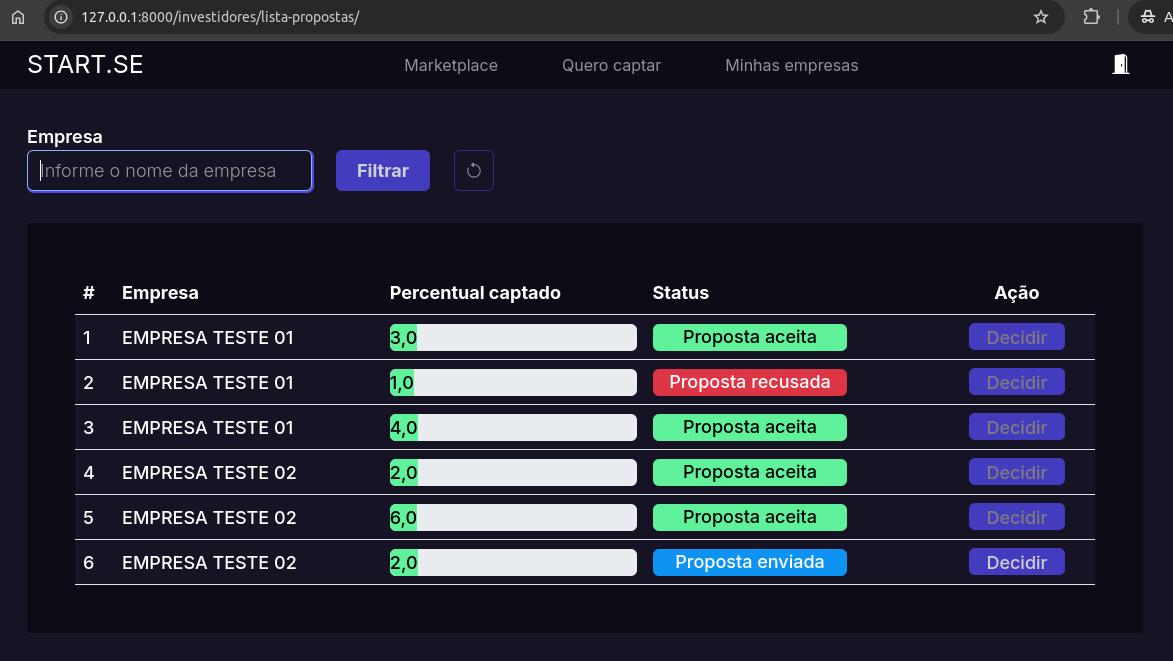 127.0.0.1:8000/investidores/lista-propostas/
A
START.SE Marketplace Quero captar Minhas empresas
Empresa
Informe o nome da empresa Filtrar
# Empresa Percentual captado Status Ação
1 EMPRESA TESTE 01 3,0 Proposta aceita Decidir
2 EMPRESA TESTE 01 1,0 Proposta recusada Decidir
3 EMPRESA TESTE 01 4,0 Proposta aceita Decidir
4 EMPRESA TESTE 02 2,0 Proposta aceita Decidir
5 EMPRESA TESTE 02 6,0 Proposta aceita Decidir
6 EMPRESA TESTE 02 2,0 Proposta enviada Decidir